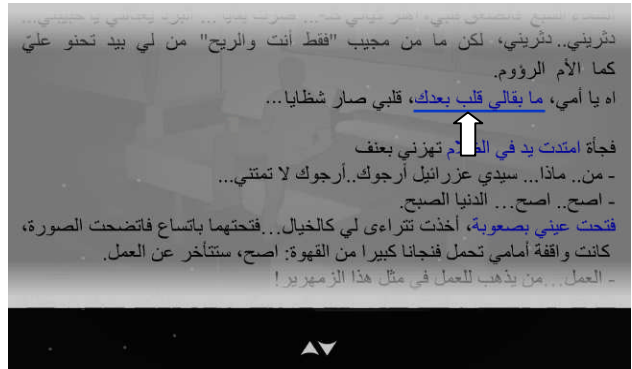 دثريني.. دثريني، لكن ما من مجيب "فقط أنت والريح" من لي بيد تحنو عليّ
كما الأم الرؤوم.
اه يا أمي، ما بقالي قلب بعدك، قلبي صار شظايا...
فجأة امتدت يد في الظلام تهزني بعنف
- من.. ماذا... سيدي عزرائيل أرجوك..أرجوك لا تمتني...
- اصح.. اصح... الدنيا الصبح.
فتحت عيني بصعوبة، أخذت تتراءى لي كالخيال...فتحتهما باتساع فاتضحت الصورة،
كانت واقفة أمامي تحمل فنجانا كبيرا من القهوة: اصح، ستتأخر عن العمل.
- العمل...من يذهب للعمل في مثل هذا الزمهرير!